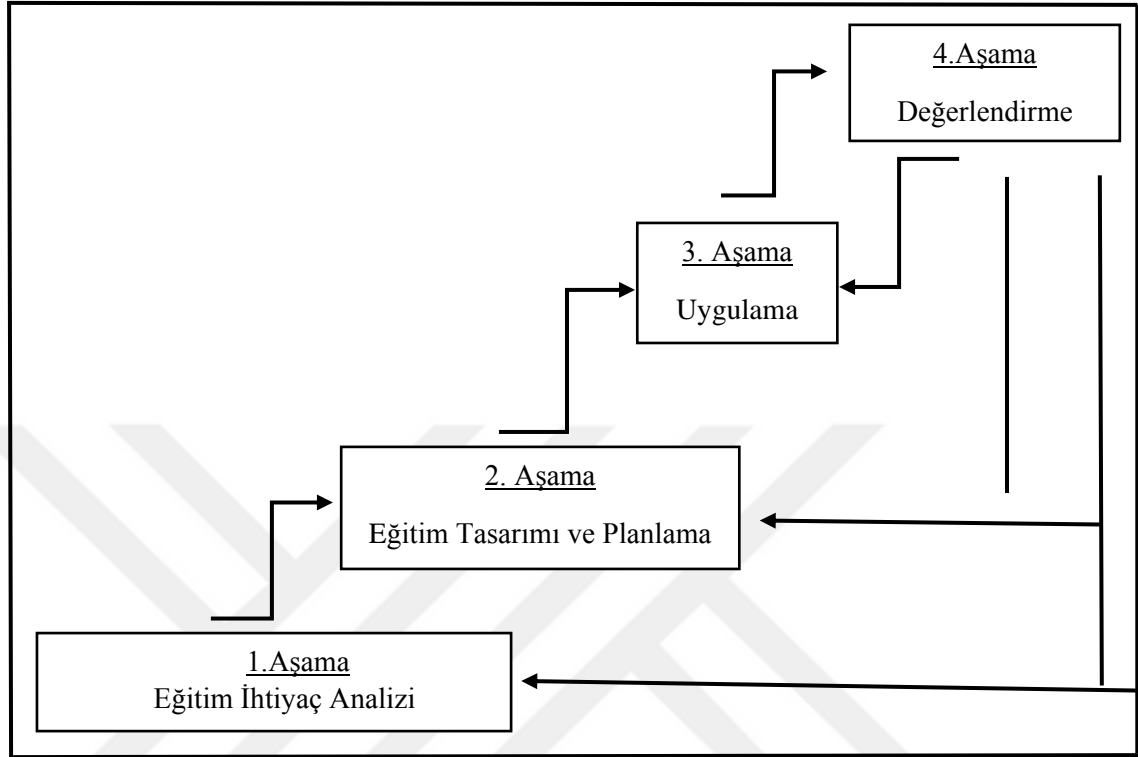 4.Aşama
Değerlendirme
3. Aşama
Uygulama
2. Aşama
Eğitim Tasarımı ve Planlama
1.Aşama
Eğitim İhtiyaç Analizi